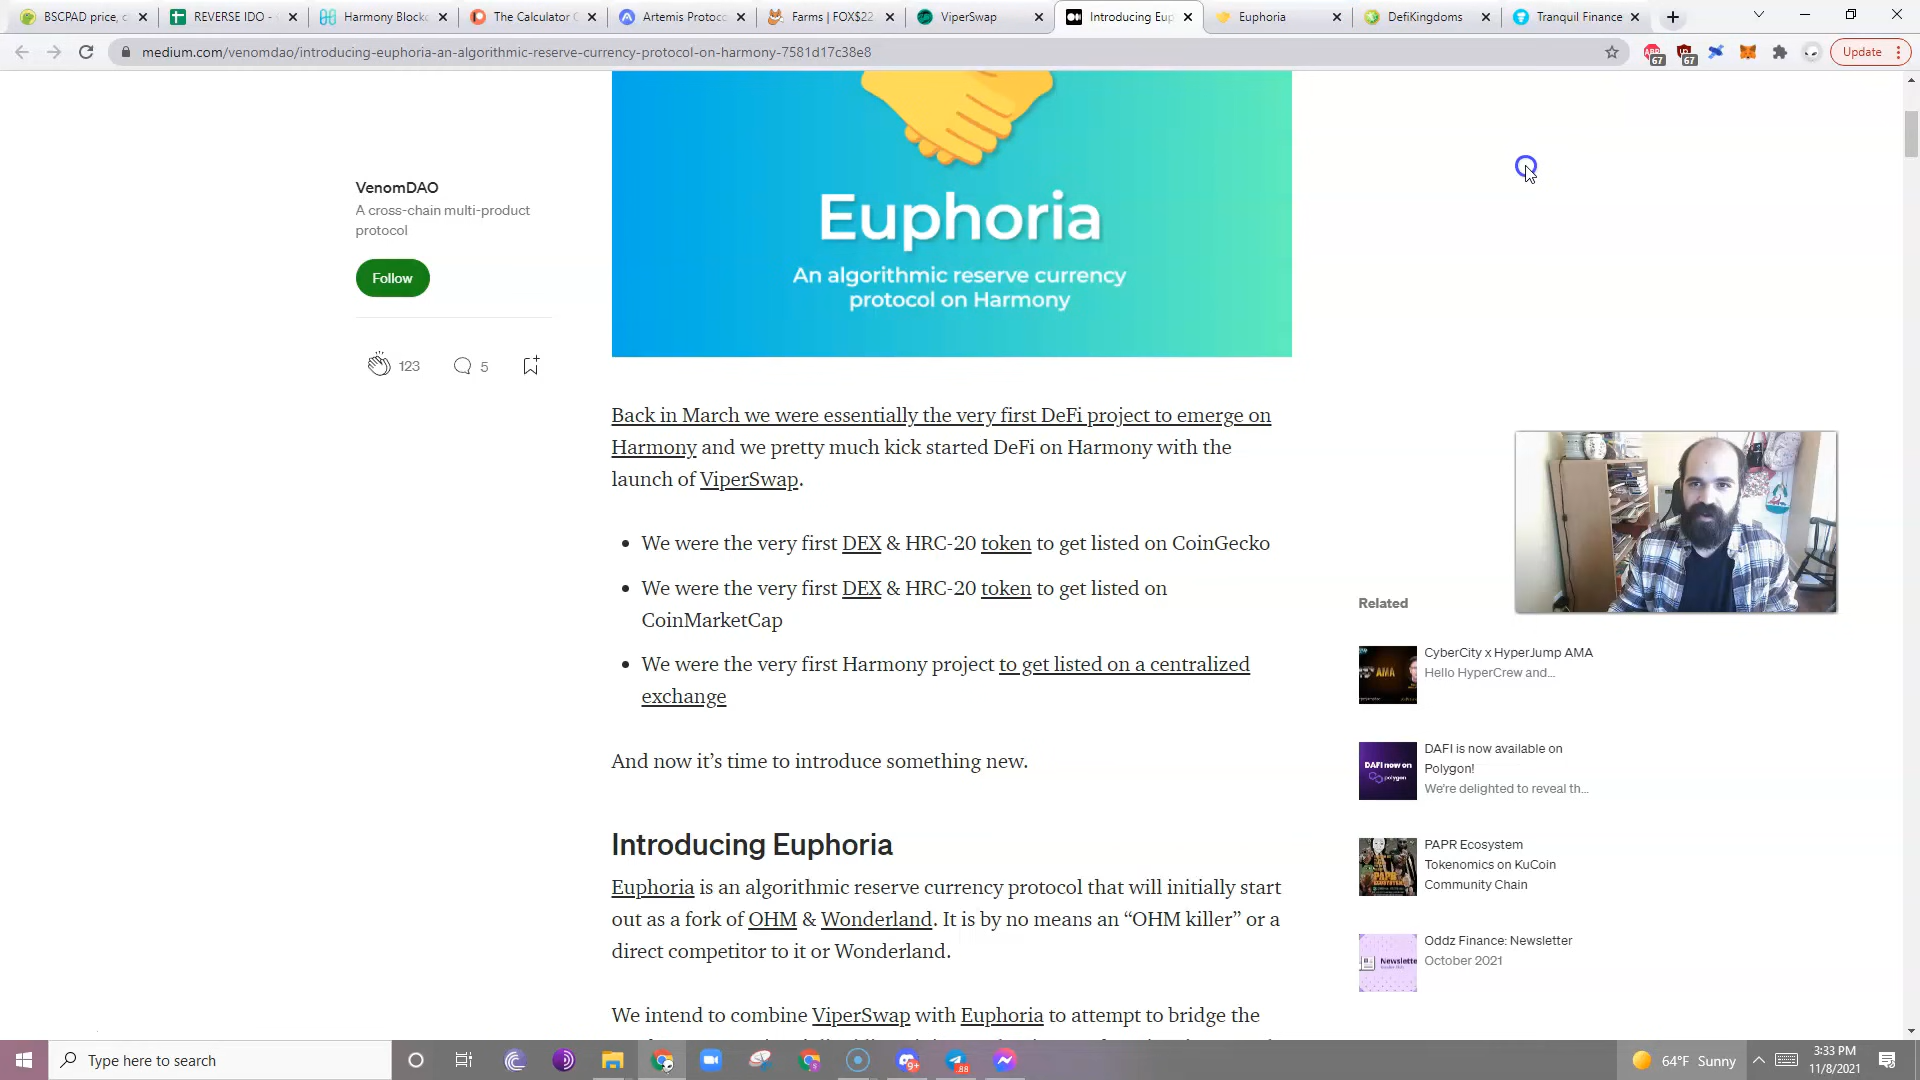 BSCPAD price, c
REVERSE IDO -
Harmony Blockc
The Calculator C
Artemis Protoco
Farms | FOX$22
ViperSwap
Introducing Eup
Euphoria
DefiKingdoms
Tranquil Finance
medium.com/venomdao/introducing-euphoria-an-algorithmic-reserve-currency-protocol-on-harmony-7581d17c38e8
67
67
Update
VenomDAO
A cross-chain multi-product
protocol
Follow
123
5
Euphoria
An algorithmic reserve currency
protocol on Harmony
Back in March we were essentially the very first DeFi project to emerge on
Harmony and we pretty much kick started DeFi on Harmony with the
launch of ViperSwap.
• We were the very first DEX & HRC-20 token to get listed on CoinGecko
• We were the very first DEX & HRC-20 token to get listed on
CoinMarketCap
• We were the very first Harmony project to get listed on a centralized
exchange
And now it’s time to introduce something new.
Introducing Euphoria
Euphoria is an algorithmic reserve currency protocol that will initially start
out as a fork of OHM & Wonderland. It is by no means an “OHM killer” or a
direct competitor to it or Wonderland.
We intend to combine ViperSwap with Euphoria to attempt to bridge the
Related
AMA
CyberCity x HyperJump AMA
Hello HyperCrew and...
DAFI now on
polygon
DAFI is now available on
Polygon!
We're delighted to reveal th...
PAPR Ecosystem
Tokenomics on KuCoin
Community Chain
Newslette
Oddz Finance: Newsletter
October 2021
Type here to search
9+
88
64°F Sunny
3:33 PM
11/8/2021